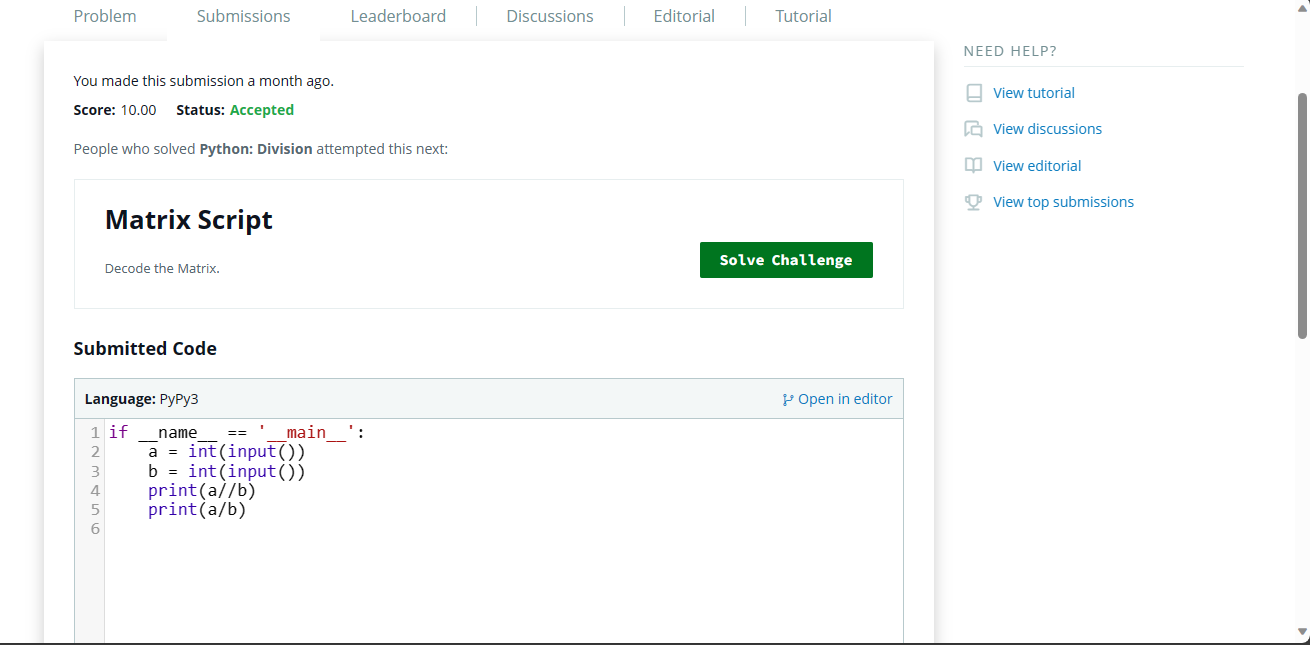 Problem Submissions Leaderboard Discussions Editorial Tutorial
You made this submission a month ago.
Score: 10.00 Status: Accepted
People who solved Python: Division attempted this next:
Matrix Script
Decode the Matrix.
Solve Challenge
Submitted Code
Language: PyPy3 Open in editor
1 if __name__ == '__main__':
2     a = int(input())
3     b = int(input())
4     print(a//b)
5     print(a/b)
6
NEED HELP?
View tutorial
View discussions
View editorial
View top submissions